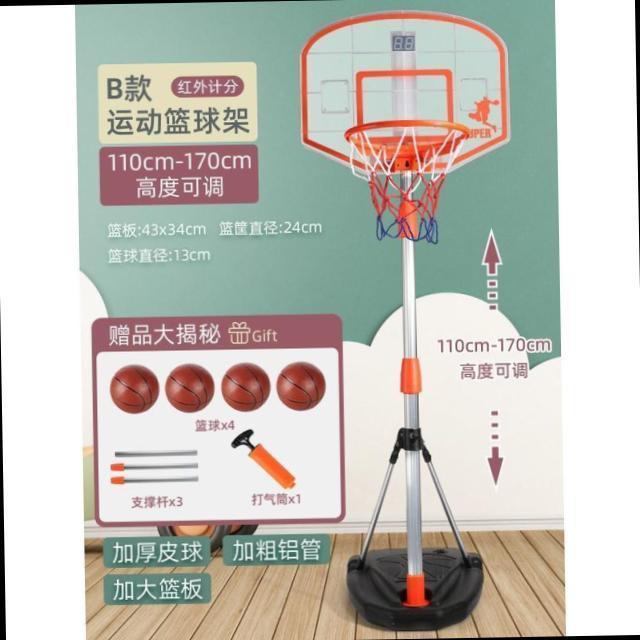 88
UPER
B款
红外计分
运动篮球架
110cm-170cm
高度可调
篮板:43x34cm 篮筐直径:24cm
篮球直径:13cm
110cm-170cm
高度可调
赠品大揭秘 Gift
篮球x4
支撑杆x3
打气筒x1
加厚皮球
加粗铝管
加大篮板